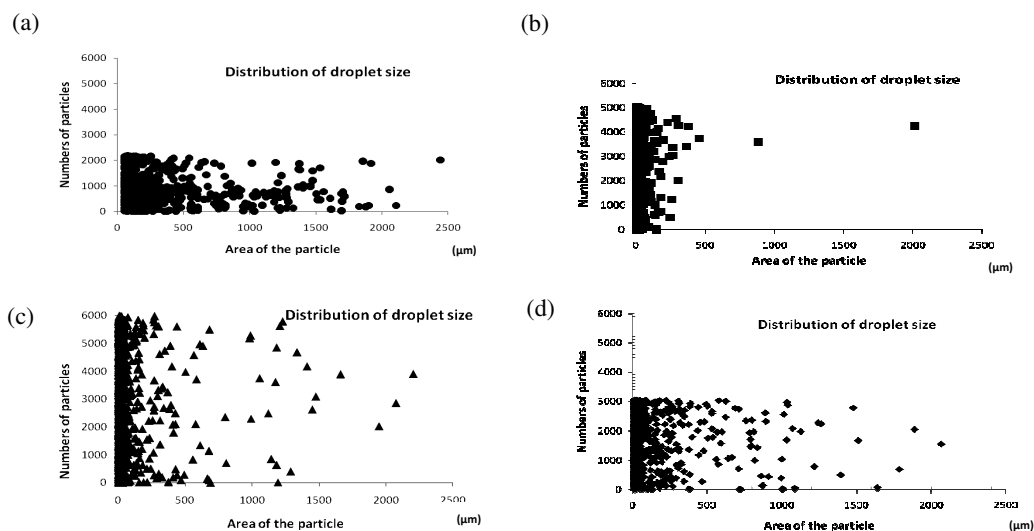 (a)
Distribution of droplet size
Numbers of particles
6000
5000
4000
3000
2000
1000
0
0 500 1000 1500 2000 2500
Area of the particle (μm)
(b)
Distribution of droplet size
Numbers of particles
6000
5000
4000
3000
2000
1000
0
0 500 1000 1500 2000 2500
Area of the particle (μm)
(c)
Distribution of droplet size
Numbers of particles
6000
5000
4000
3000
2000
1000
0
0 500 1000 1500 2000 2500
Area of the particle (μm)
(d)
Distribution of droplet size
Numbers of particles
6000
5000
4000
3000
2000
1000
0
0 500 1000 1500 2000 2500
Area of the particle (μm)